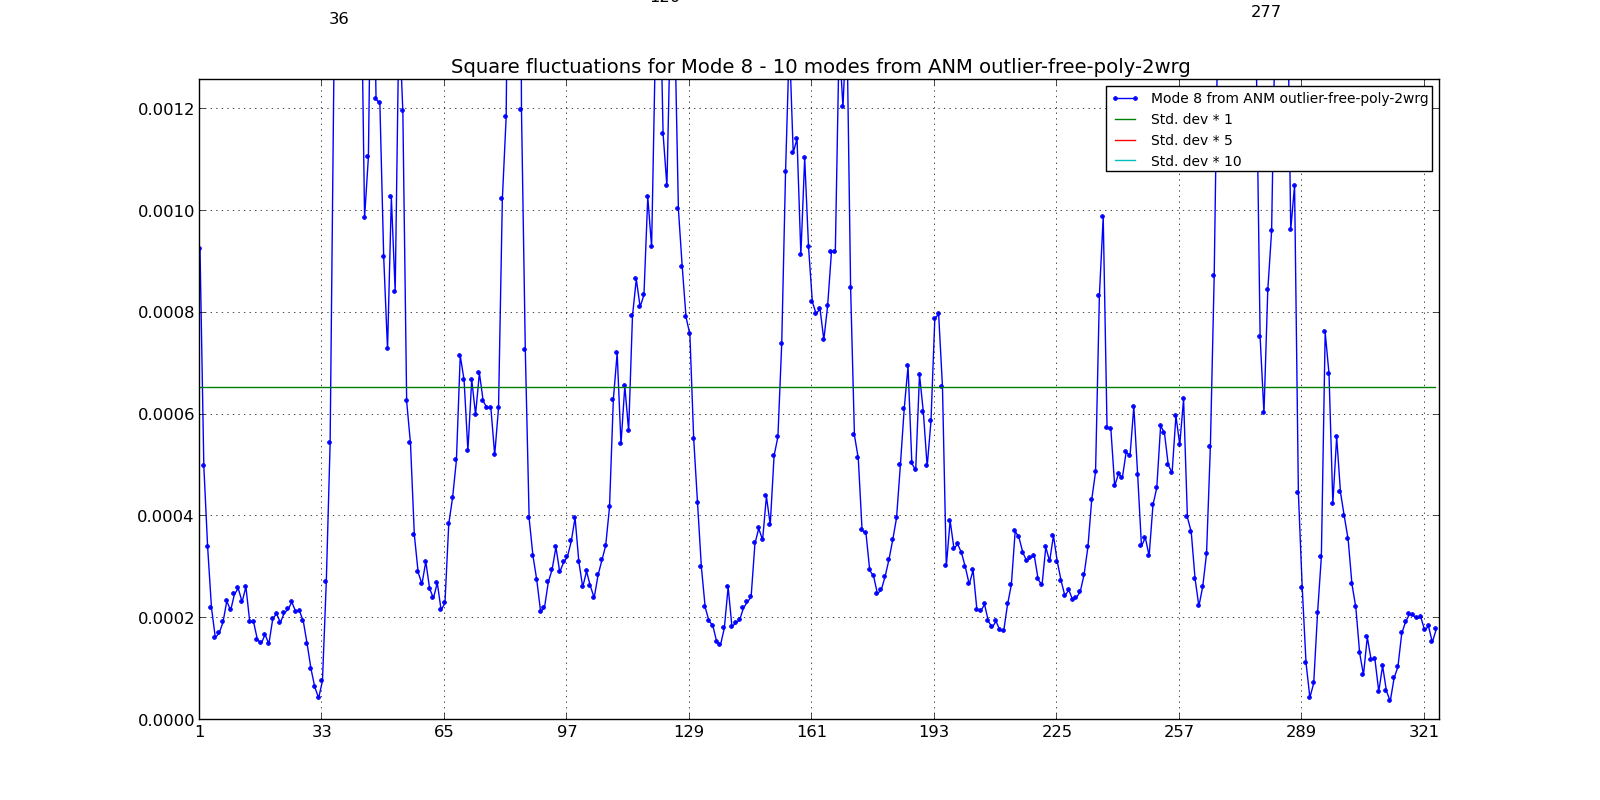 36
277
Square fluctuations for Mode 8 - 10 modes from ANM outlier-free-poly-2wrg
Mode 8 from ANM outlier-free-poly-2wrg
Std. dev * 1
Std. dev * 5
Std. dev * 10
0.0012
0.0010
0.0008
0.0006
0.0004
0.0002
0.0000
1 33 65 97 129 161 193 225 257 289 321